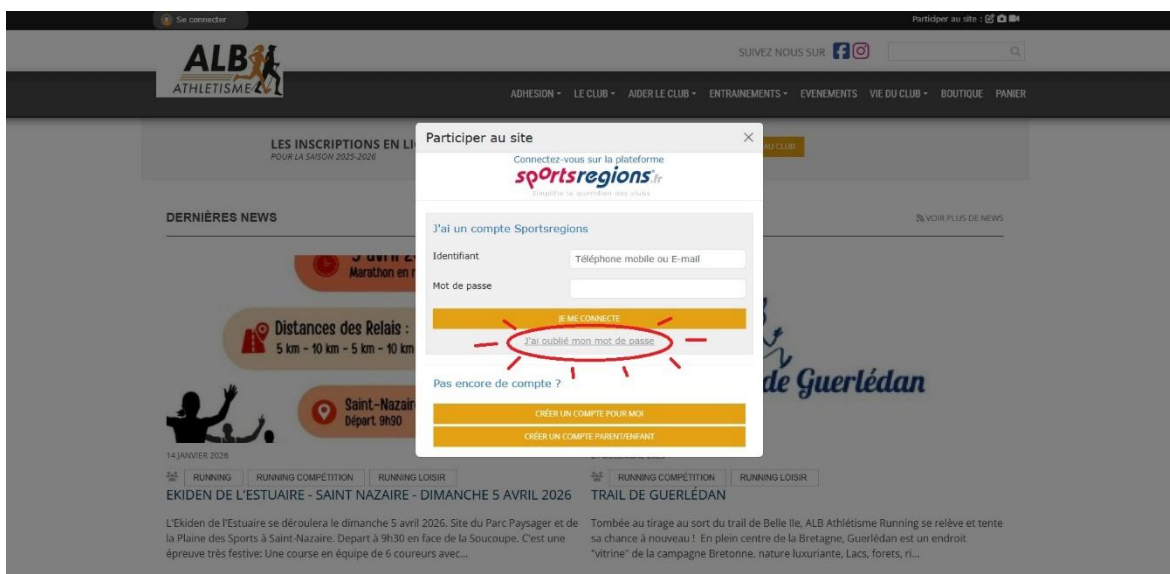 Se connecter
Participer au site :
ALB
ATHLETISME
SUIVEZ NOUS SUR
ADHESION
LE CLUB
AIDER LE CLUB
ENTRAINEMENTS
EVENEMENTS
VIE DU CLUB
BOUTIQUE
PANIER
LES INSCRIPTIONS EN LI
POUR LA SAISON 2025-2026
AU CLUB
Participer au site
Connectez-vous sur la plateforme
sportsregions.fr
Simplifie le quotidien des clubs
J'ai un compte Sportsregions
Identifiant
Téléphone mobile ou E-mail
Mot de passe
JE ME CONNECTE
J'ai oublié mon mot de passe
Pas encore de compte ?
CRÉER UN COMPTE POUR MOI
CRÉER UN COMPTE PARENT/ENFANT
DERNIÈRES NEWS
VOIR PLUS DE NEWS
Marathon en r
Distances des Relais :
5 km - 10 km - 5 km - 10 km
Saint-Nazair
Départ 9h30
de Guerlédan
14 JANVIER 2026
RUNNING
RUNNING COMPÉTITION
RUNNING LOISIR
EKIDEN DE L'ESTUAIRE - SAINT NAZAIRE - DIMANCHE 5 AVRIL 2026
L'Ekiden de l'Estuaire se déroulera le dimanche 5 avril 2026. Site du Parc Paysager et de
la Plaine des Sports à Saint-Nazaire. Depart à 9h30 en face de la Soucoupe. C'est une
épreuve très festive: Une course en équipe de 6 coureurs avec...
RUNNING COMPÉTITION
RUNNING LOISIR
TRAIL DE GUERLÉDAN
Tombée au tirage au sort du trail de Belle Ile, ALB Athlétisme Running se relève et tente
sa chance à nouveau ! En plein centre de la Bretagne, Guerlédan est un endroit
"vitrine" de la campagne Bretonne. nature luxuriante, Lacs, forets, ri...